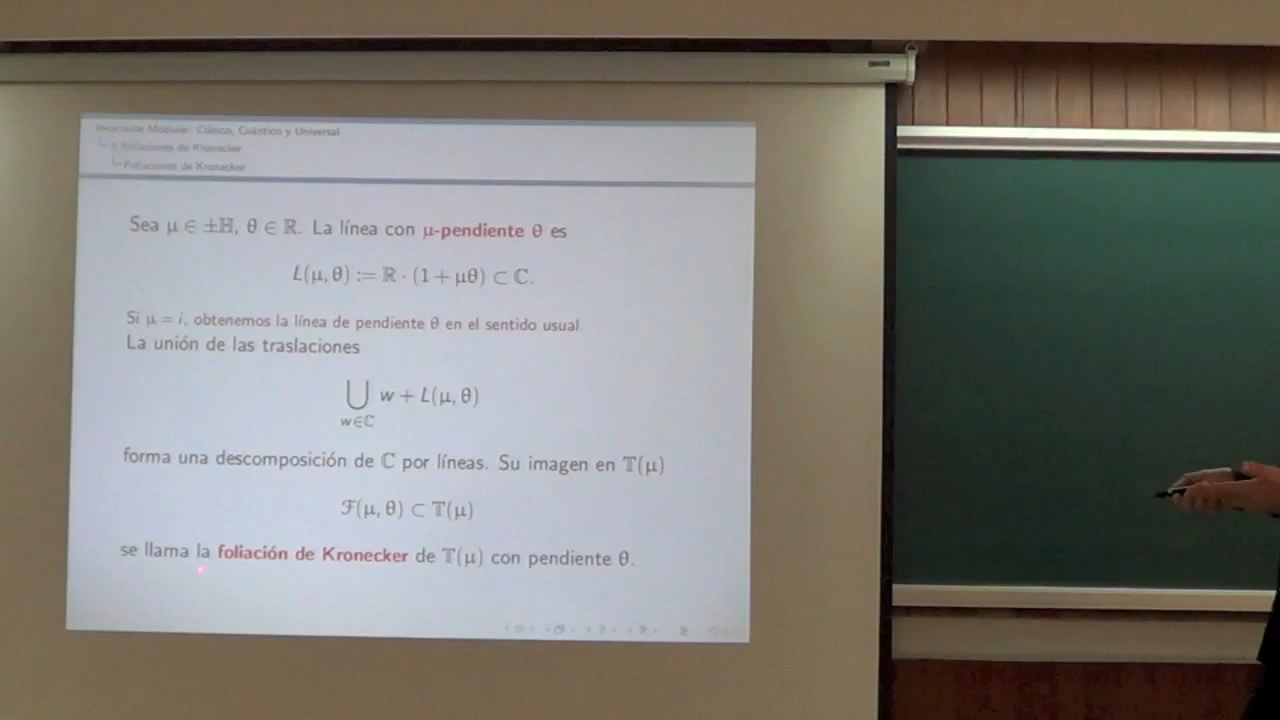 Invariante Modular: Clásico, Cuántico y Universal
Foliaciones de Kronecker
Foliaciones de Kronecker
Sea μ ∈ ±ℍ, θ ∈ ℝ. La línea con μ-pendiente θ es
L(μ, θ) := ℝ · (1 + μθ) ⊂ ℂ.
Si μ = i, obtenemos la línea de pendiente θ en el sentido usual.
La unión de las traslaciones
⋃ w + L(μ, θ)
w∈ℂ
forma una descomposición de ℂ por líneas. Su imagen en 𝕋(μ)
ℱ(μ, θ) ⊂ 𝕋(μ)
se llama la foliación de Kronecker de 𝕋(μ) con pendiente θ.